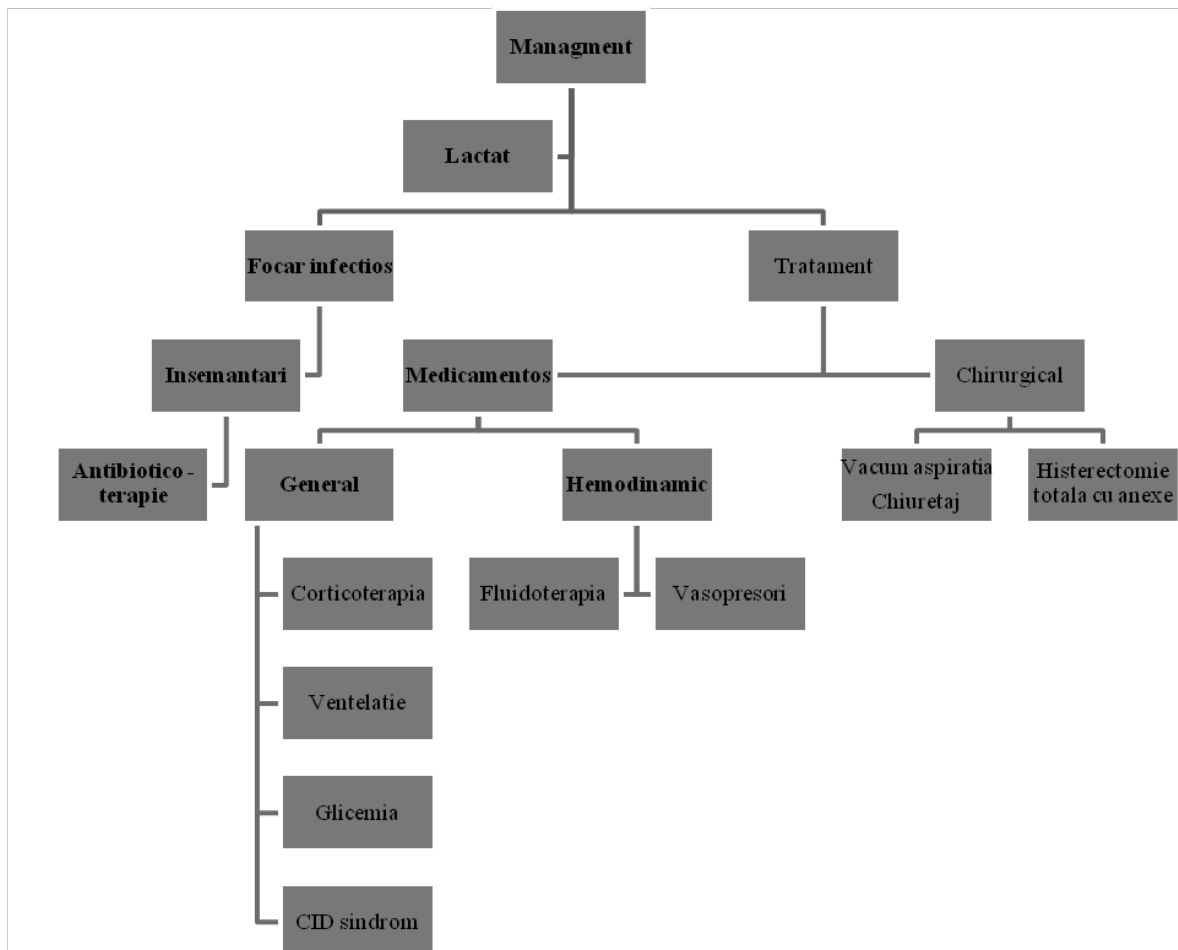 Managment
Lactat
Focar infectios
Tratament
Insemantari
Medicamentos
Chirurgical
Antibiotico -
terapie
General
Hemodinamic
Vacum aspiratia
Chiuretaj
Histerectomie
totala cu anexe
Corticoterapia
Fluidoterapia
Vasopresori
Ventelatie
Glicemia
CID sindrom